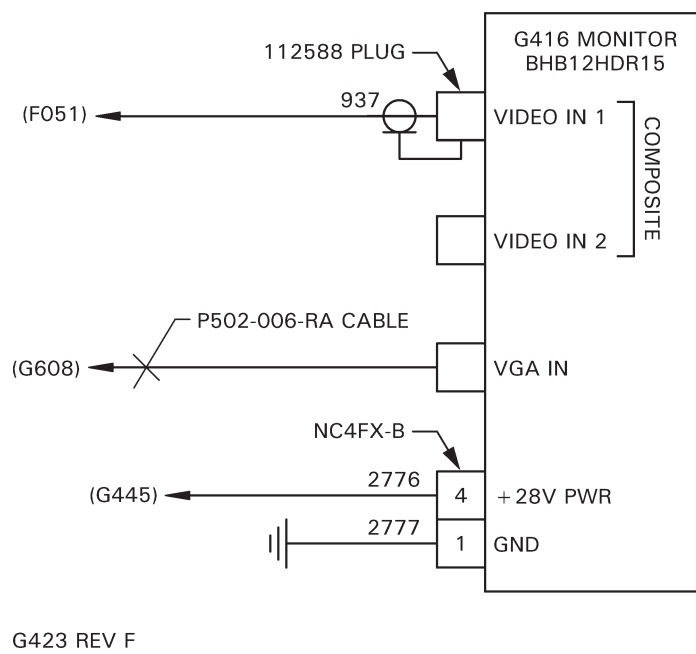 G416 MONITOR
BHB12HDR15
112588 PLUG
937
(F051)
VIDEO IN 1
COMPOSITE
VIDEO IN 2
P502-006-RA CABLE
(G608)
VGA IN
NC4FX-B
2776
(G445)
4
+28V PWR
2777
1
GND
G423 REV F